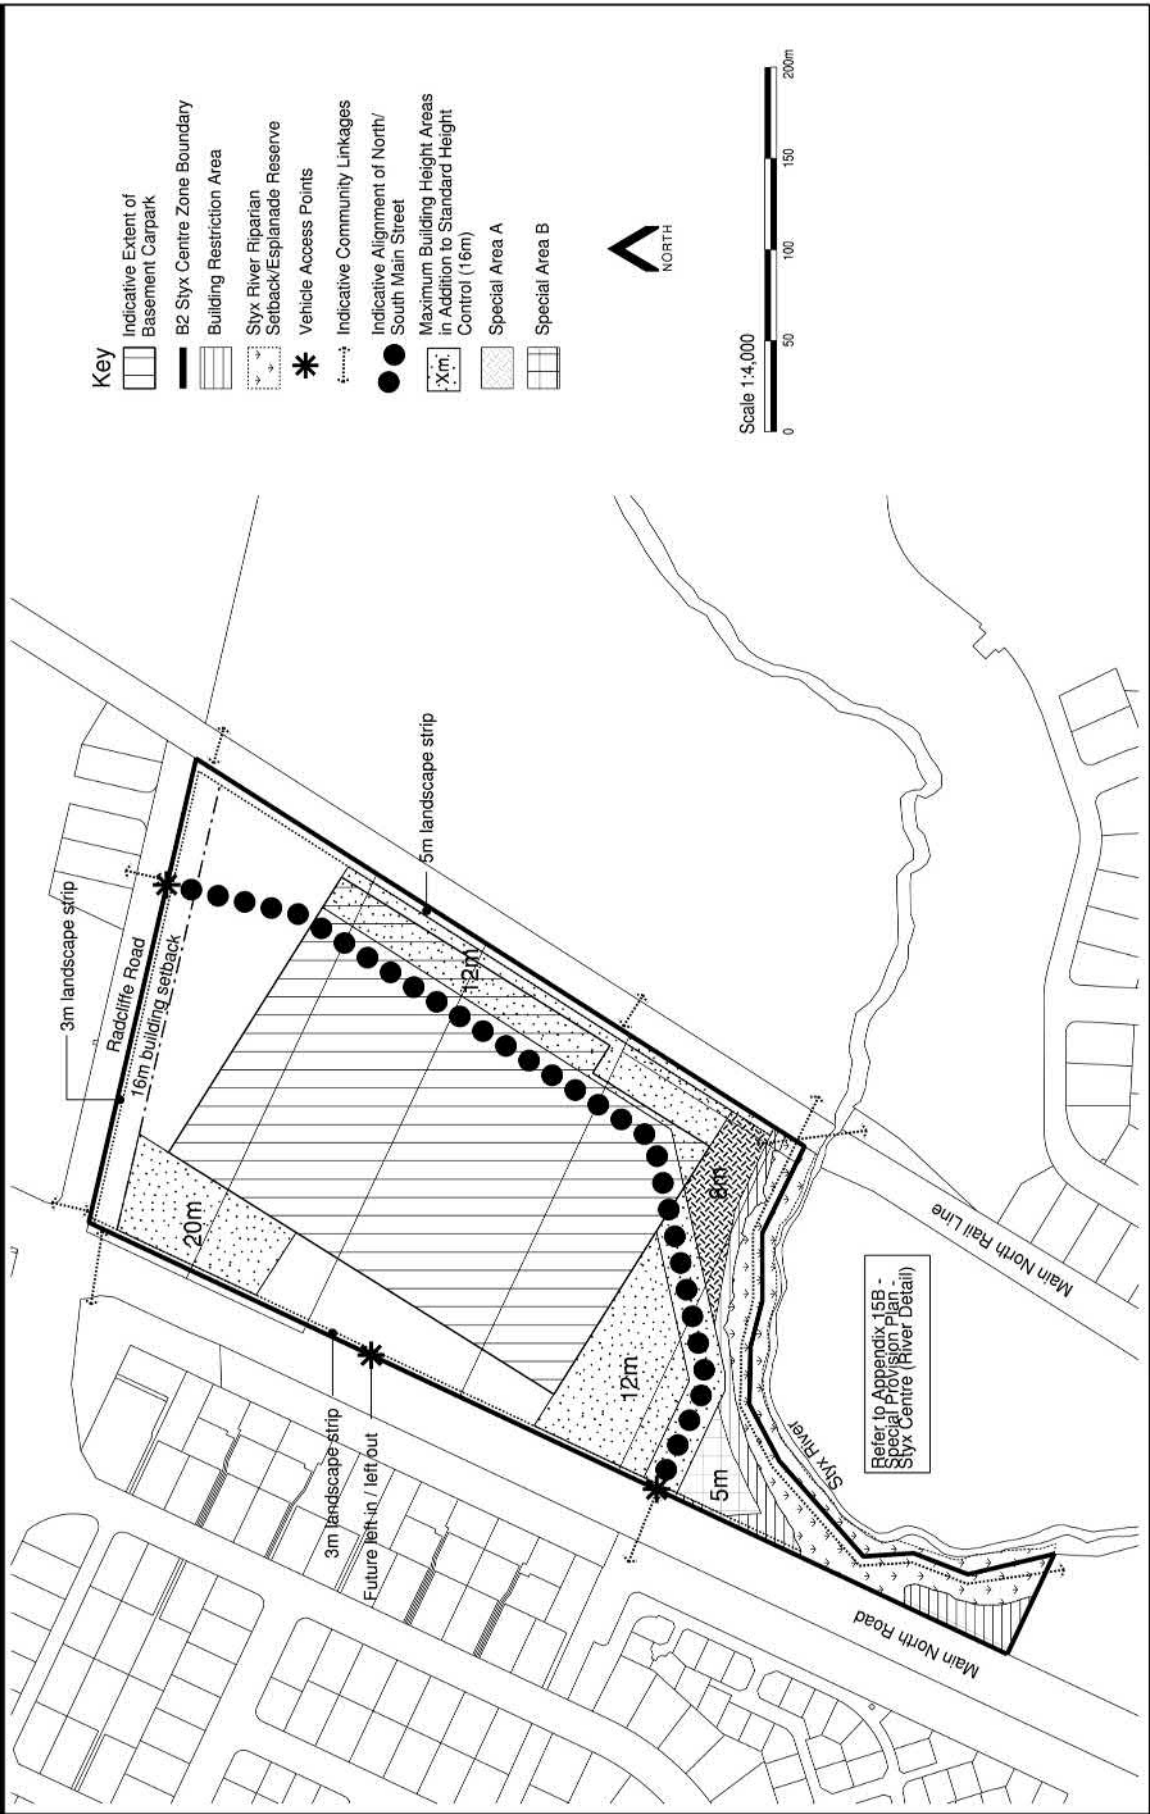 Key
Indicative Extent of
Basement Carpark
B2 Styx Centre Zone Boundary
Building Restriction Area
Styx River Riparian
Setback/Esplanade Reserve
Vehicle Access Points
Indicative Community Linkages
Indicative Alignment of North/
South Main Street
Xm
Maximum Building Height Areas
in Addition to Standard Height
Control (16m)
Special Area A
Special Area B
NORTH
Scale 1:4,000
0
50
100
150
200m
3m landscape strip
Radcliffe Road
16m building setback
5m landscape strip
20m
12m
3m landscape strip
Future left in / left out
12m
8m
5m
Styx River
Main North Road
Main North Rail Line
Refer to Appendix 15B -
Special Provision Plan -
Styx Centre (River Detail)